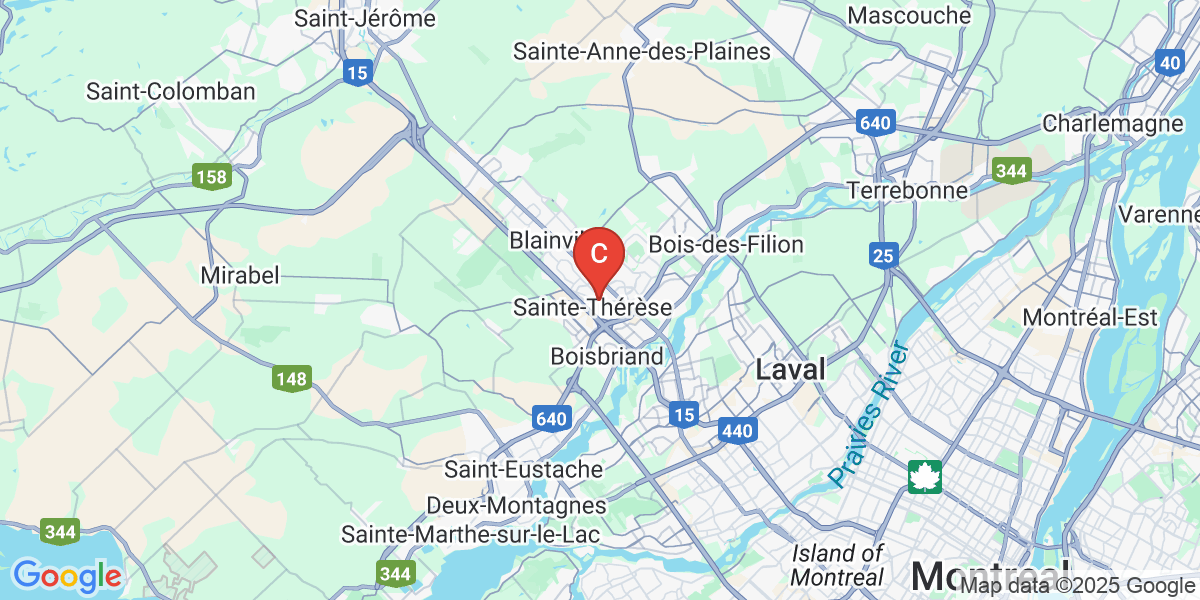 Saint-Jérôme
Mascouche
Sainte-Anne-des-Plaines
15
40
Saint-Colomban
640
Charlemagne
158
344
Terrebonne
Varenne
Blainvil
C
Bois-des-Filion
25
Mirabel
Sainte-Thérèse
Montréal-Est
Boisbriand
Laval
148
Prairies River
640
15
440
Saint-Eustache
Deux-Montagnes
344
Sainte-Marthe-sur-le-Lac
Island of
Montreal
344
Google
Montreal
Map data ©2025 Google